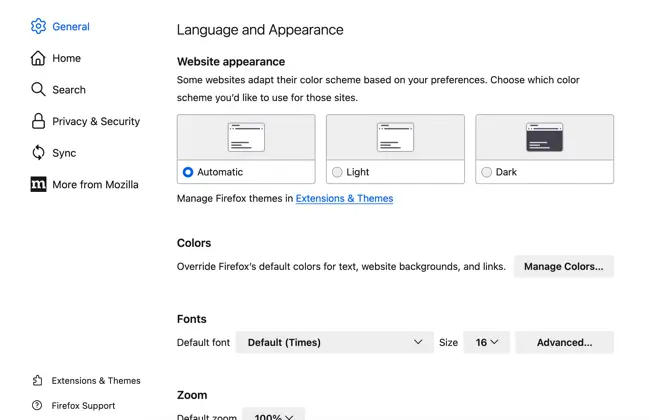 General
Home
Search
Privacy & Security
Sync
m More from Mozilla
Extensions & Themes
Firefox Support
Language and Appearance
Website appearance
Some websites adapt their color scheme based on your preferences. Choose which color
scheme you’d like to use for those sites.
Automatic
Light
Dark
Manage Firefox themes in Extensions & Themes
Colors
Override Firefox’s default colors for text, website backgrounds, and links.
Manage Colors...
Fonts
Default font
Default (Times)
Size
16
Advanced...
Zoom
Default zoom
100%